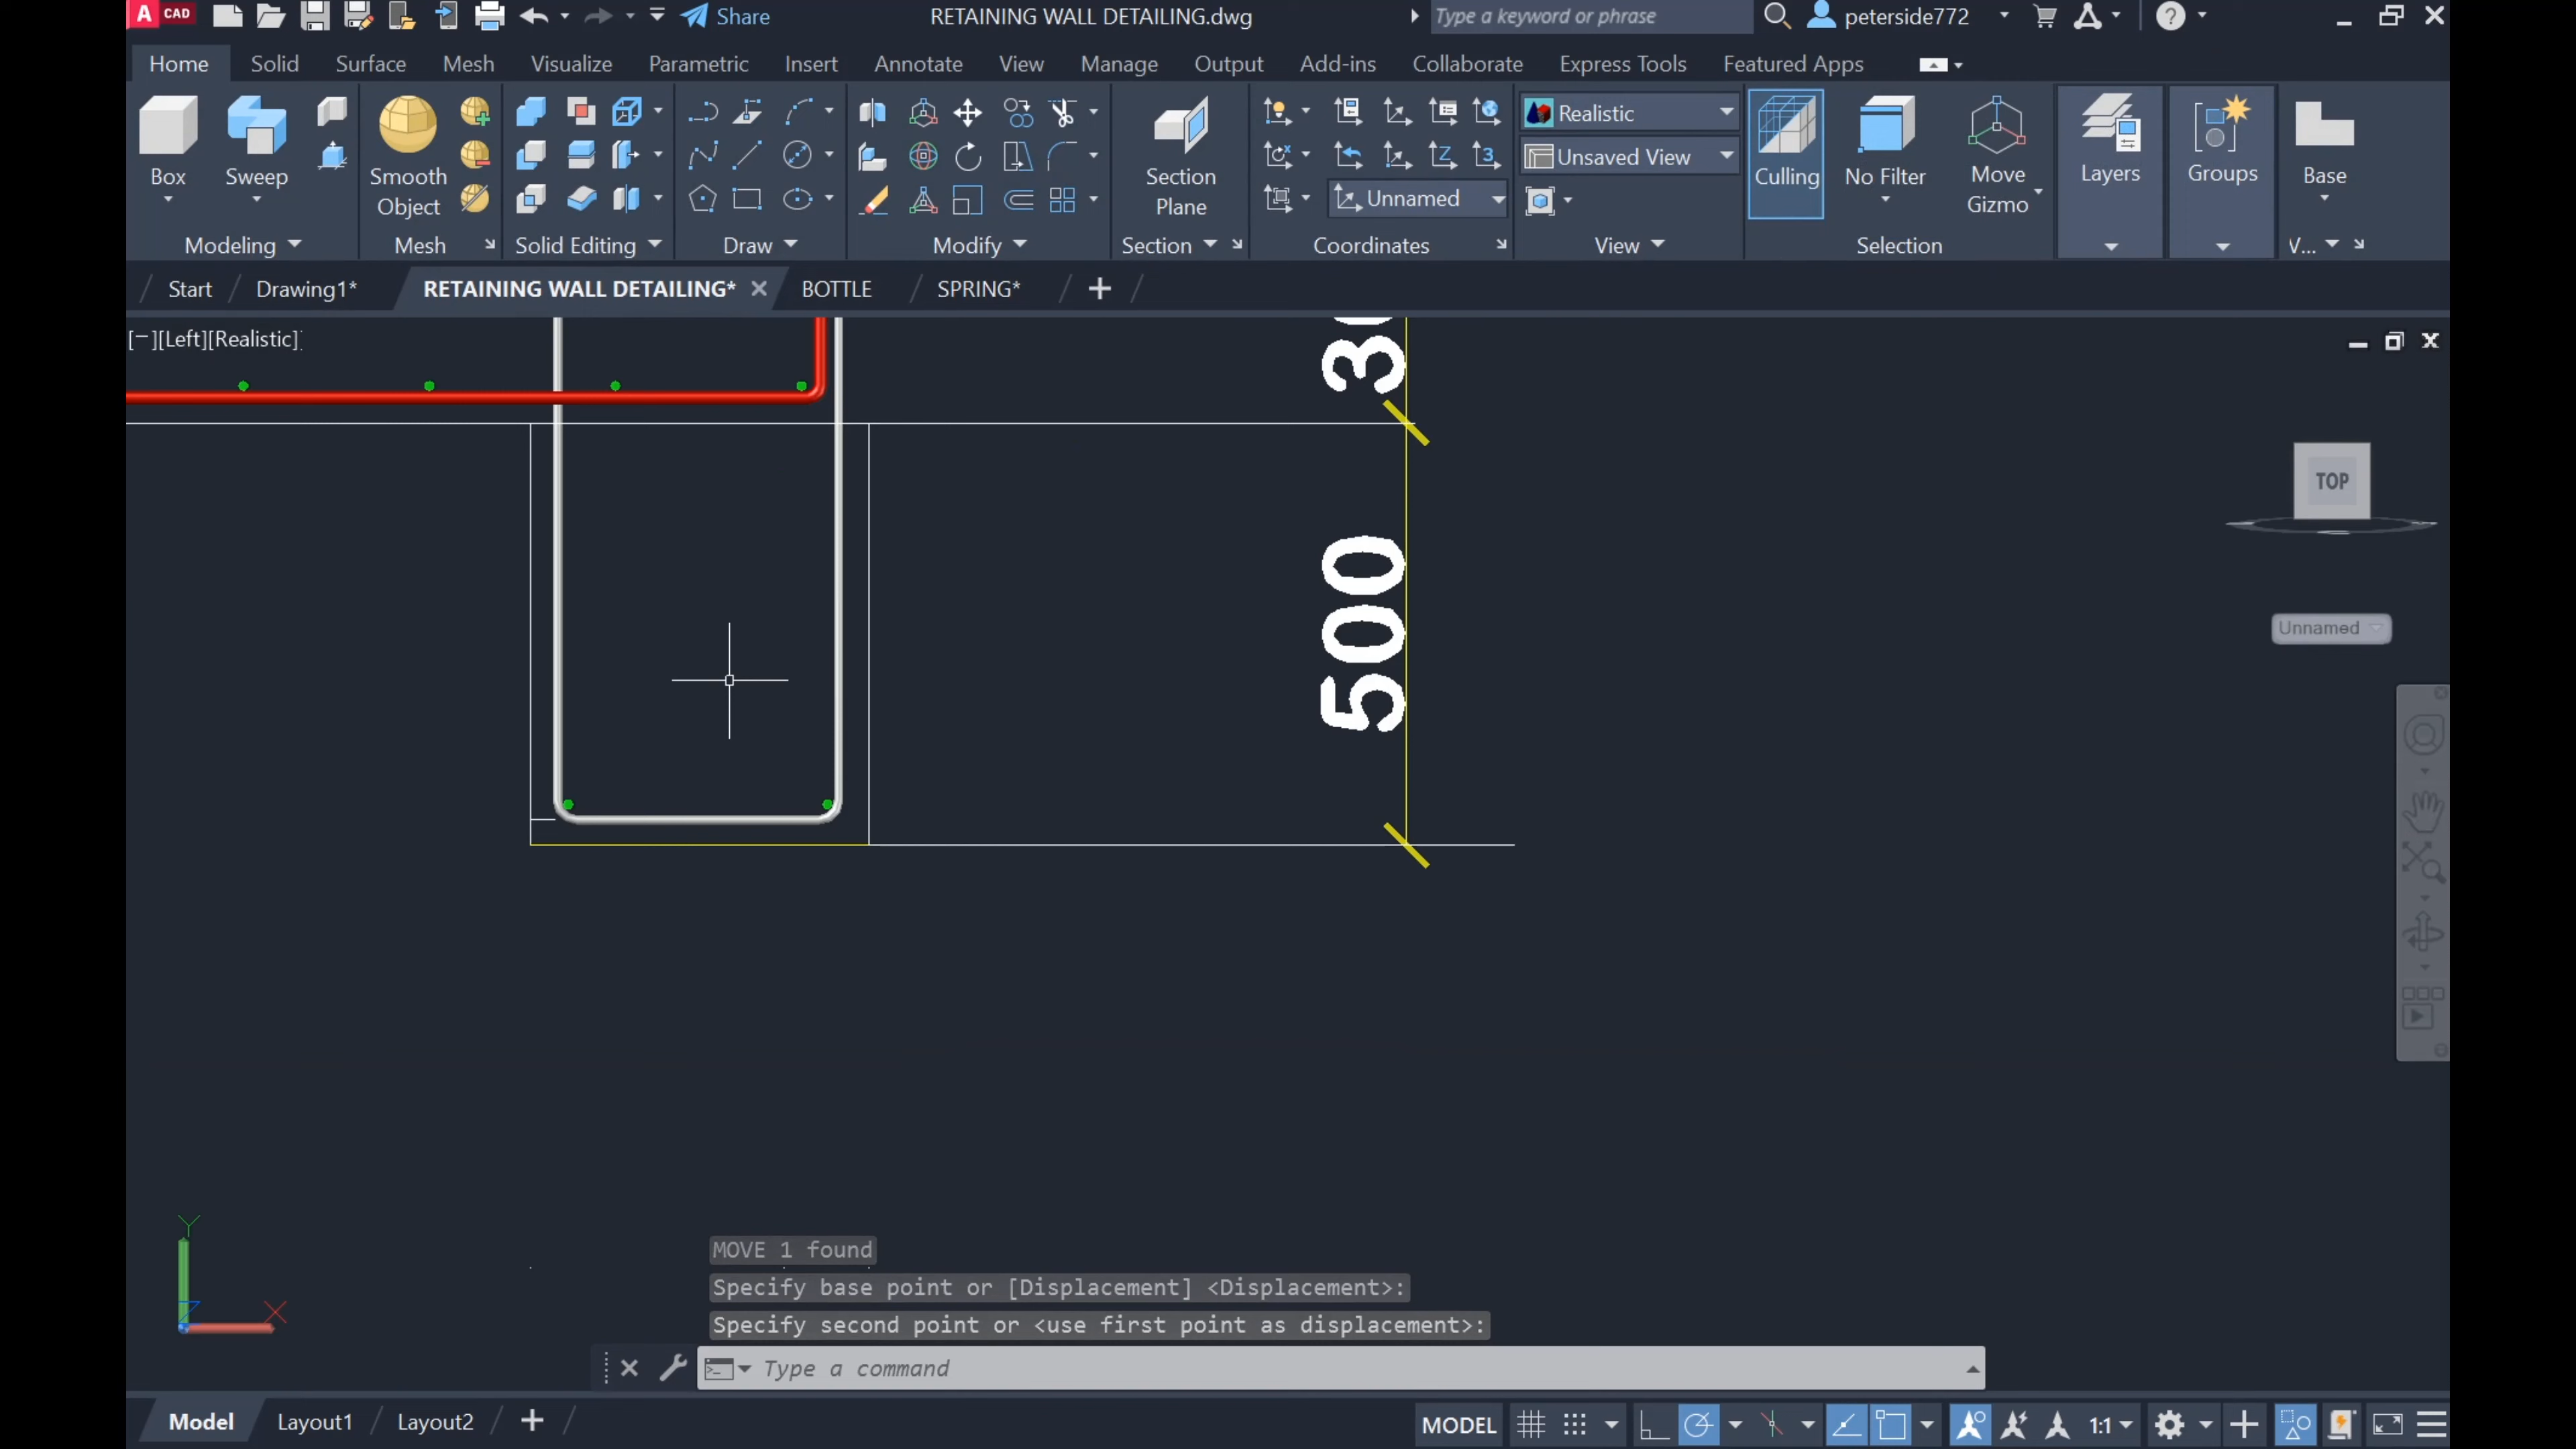 A CAD
Share
RETAINING WALL DETAILING.dwg
Type a keyword or phrase
peterside772
Home Solid Surface Mesh Visualize Parametric Insert Annotate View Manage Output Add-ins Collaborate Express Tools Featured Apps
Box Sweep Smooth Object
Section Plane
Realistic
Unsaved View
Unnamed
Culling No Filter Move Gizmo
Layers Groups Base
Modeling Mesh Solid Editing Draw Modify Section Coordinates View Selection V...
Start Drawing1* RETAINING WALL DETAILING* BOTTLE SPRING*
[−][Left][Realistic]
500
TOP
Unnamed
Y
Z X
MOVE 1 found
Specify base point or [Displacement] <Displacement>:
Specify second point or <use first point as displacement>:
Type a command
Model Layout1 Layout2
MODEL
1:1